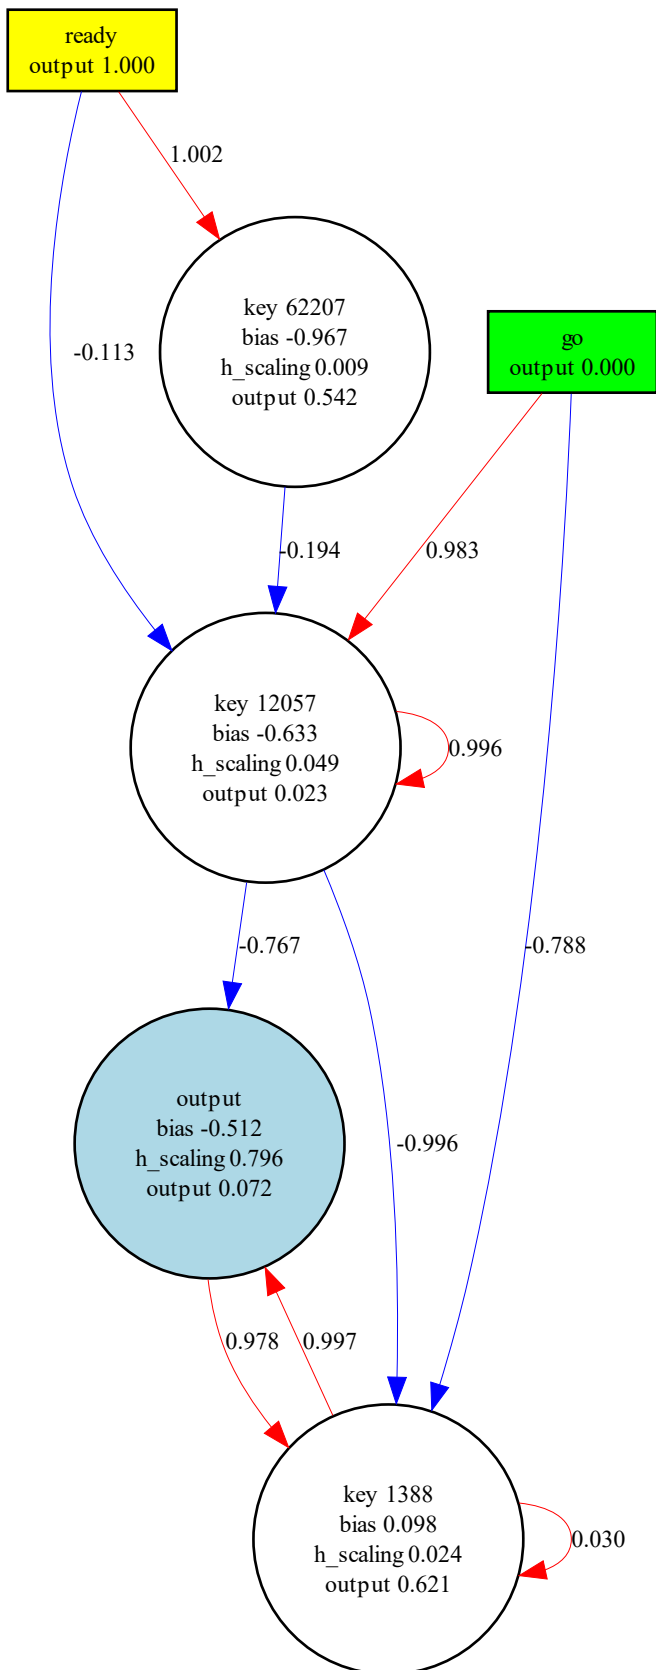 ready
output 1.000
1.002
-0.113
key 62207
bias -0.967
h_scaling 0.009
output 0.542
go
output 0.000
-0.194
0.983
key 12057
bias -0.633
h_scaling 0.049
output 0.023
0.996
-0.767
-0.788
output
bias -0.512
h_scaling 0.796
output 0.072
-0.996
0.978
0.997
key 1388
bias 0.098
h_scaling 0.024
output 0.621
0.030